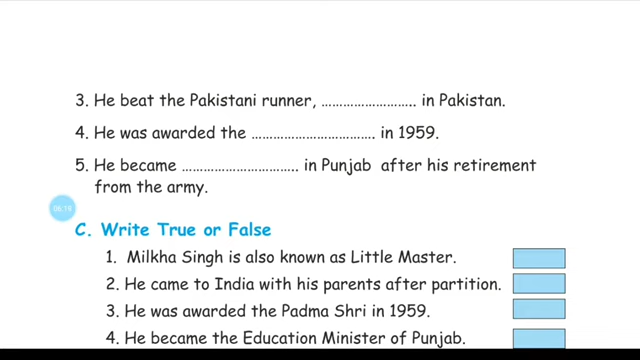 3. He beat the Pakistani runner, .......................... in Pakistan.
4. He was awarded the .................................. in 1959.
5. He became ................................ in Punjab after his retirement
from the army.
06:19
C. Write True or False
1. Milkha Singh is also known as Little Master.
2. He came to India with his parents after partition.
3. He was awarded the Padma Shri in 1959.
4. He became the Education Minister of Punjab.